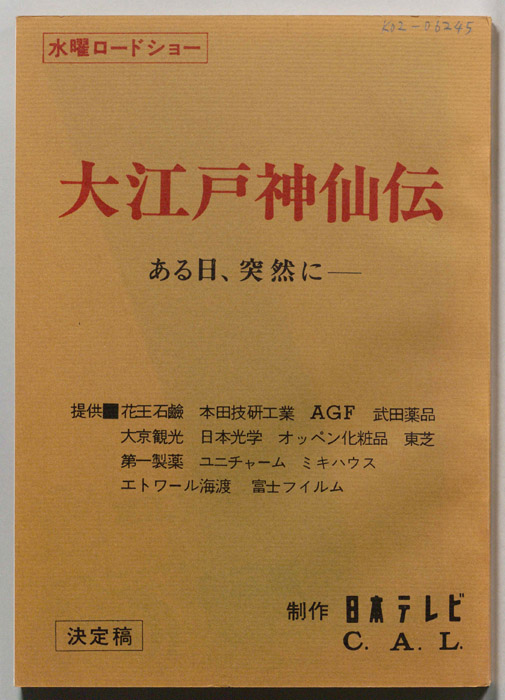 K02-06245
水曜ロードショー
大江戸神仙伝
ある日、突然に──
提供■花王石鹸 本田技研工業 AGF 武田薬品
大京観光 日本光学 オッペン化粧品 東芝
第一製薬 ユニチャーム ミキハウス
エトワール海渡 富士フイルム
制作 日本テレビ
C. A. L.
決定稿